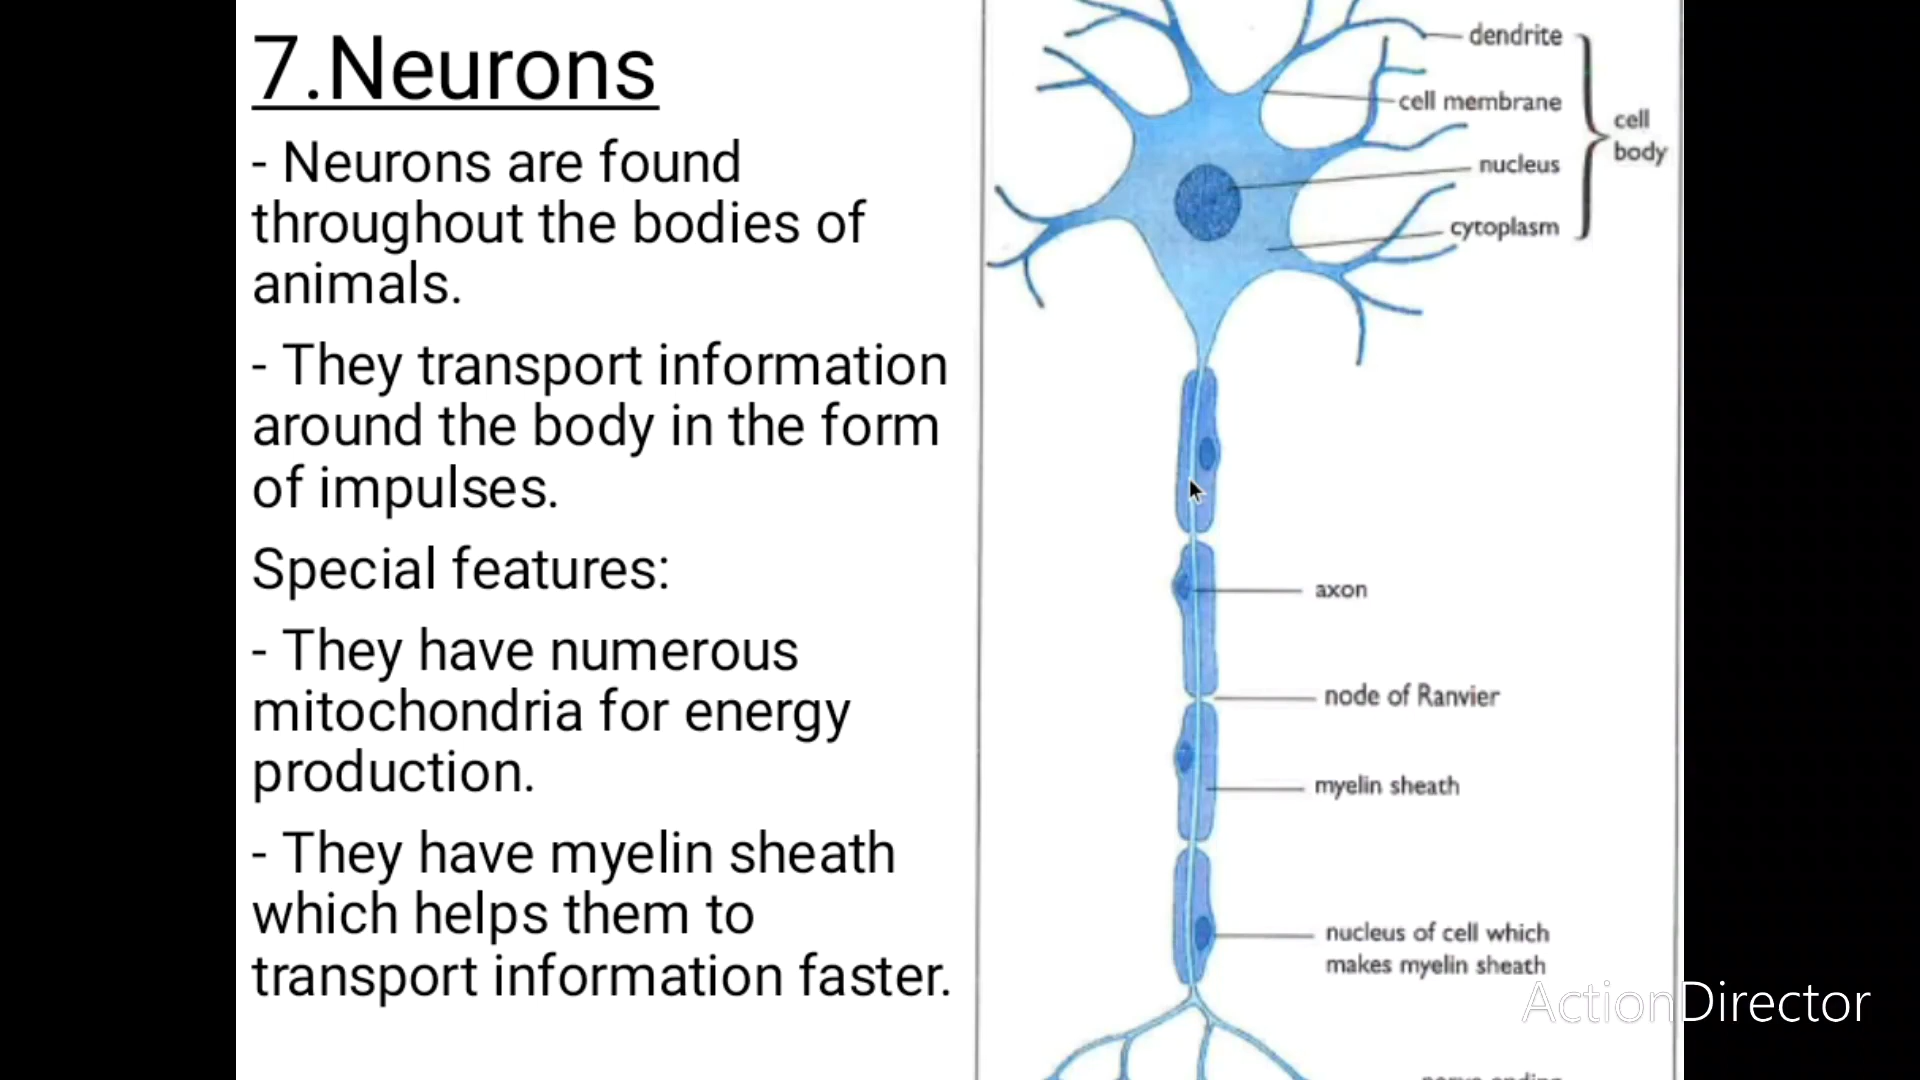 7.Neurons
- Neurons are found
throughout the bodies of
animals.
- They transport information
around the body in the form
of impulses.
Special features:
- They have numerous
mitochondria for energy
production.
- They have myelin sheath
which helps them to
transport information faster.
dendrite
cell membrane
nucleus
cytoplasm
cell
body
axon
node of Ranvier
myelin sheath
nucleus of cell which
makes myelin sheath
ActionDirector